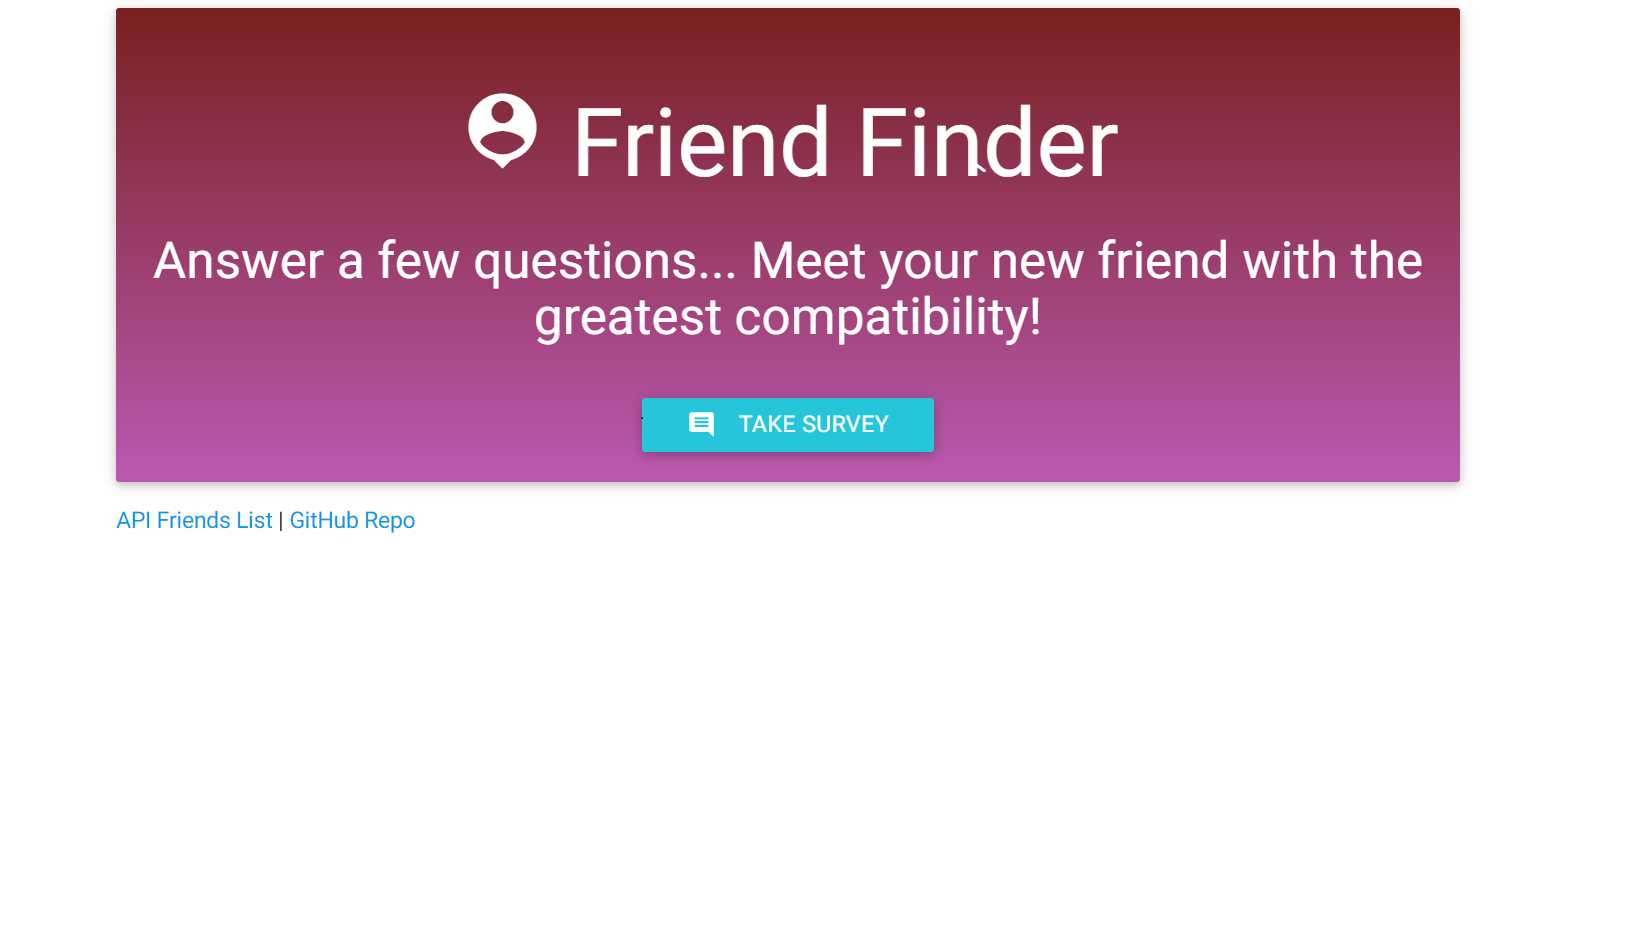 Friend Finder
Answer a few questions... Meet your new friend with the
greatest compatibility!
TAKE SURVEY
API Friends List | GitHub Repo